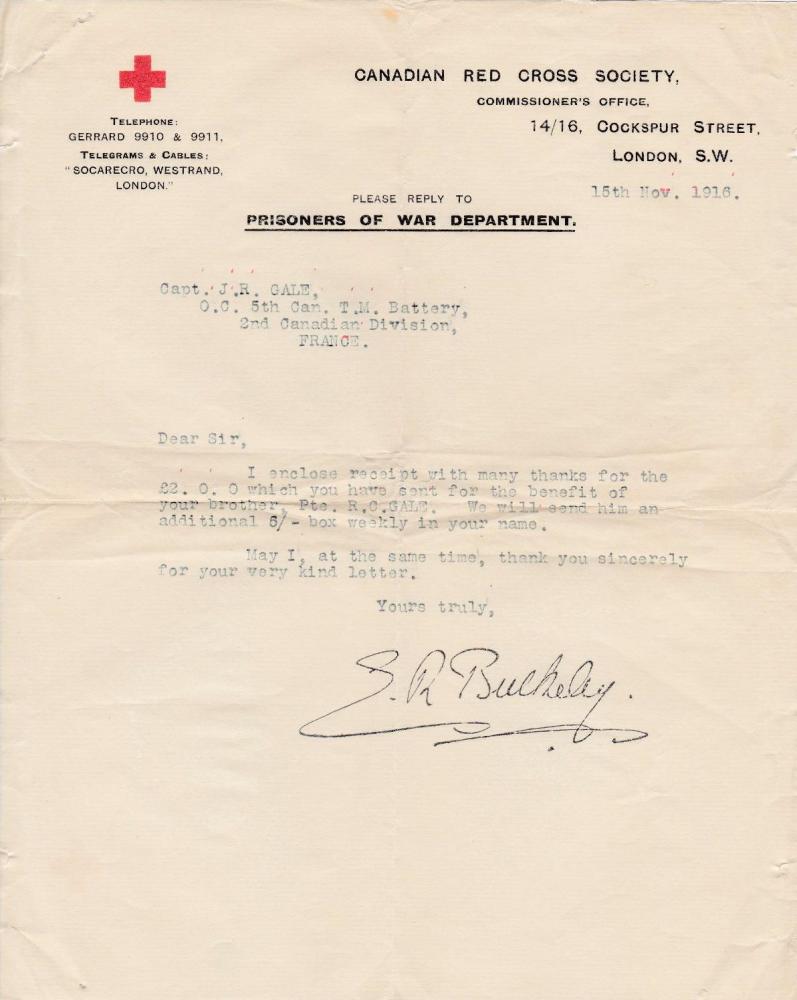 CANADIAN RED CROSS SOCIETY,
COMMISSIONER'S OFFICE,
14/16, COCKSPUR STREET,
LONDON, S.W.
TELEPHONE:
GERRARD 9910 & 9911.
TELEGRAMS & CABLES:
"SOCARECRO, WESTRAND,
LONDON."
15th Nov. 1916.
PLEASE REPLY TO
PRISONERS OF WAR DEPARTMENT.
Capt. J.R. GALE,
O.C. 5th Can. T.M. Battery,
2nd Canadian Division,
FRANCE.
Dear Sir,
I enclose receipt with many thanks for the
£2. 0. 0 which you have sent for the benefit of
your brother, Pte. R.C.GALE. We will send him an
additional 5/- box weekly in your name.
May I, at the same time, thank you sincerely
for your very kind letter.
Yours truly,
E. R Bulkeley.